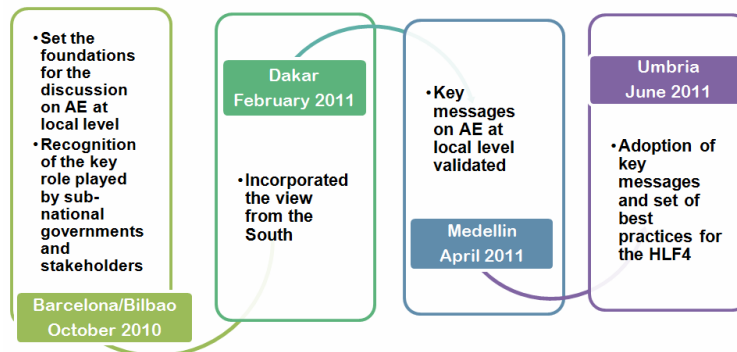 •Set the
foundations
for the
discussion
on AE at
local level
•Recognition
of the key
role played
by sub-
national
governments
and
stakeholders
Barcelona/Bilbao
October 2010
Dakar
February 2011
•Incorporated
the view
from the
South
•Key
messages
on AE at
local level
validated
Medellin
April 2011
Umbria
June 2011
•Adoption of
key
messages
and set of
best
practices for
the HLF4